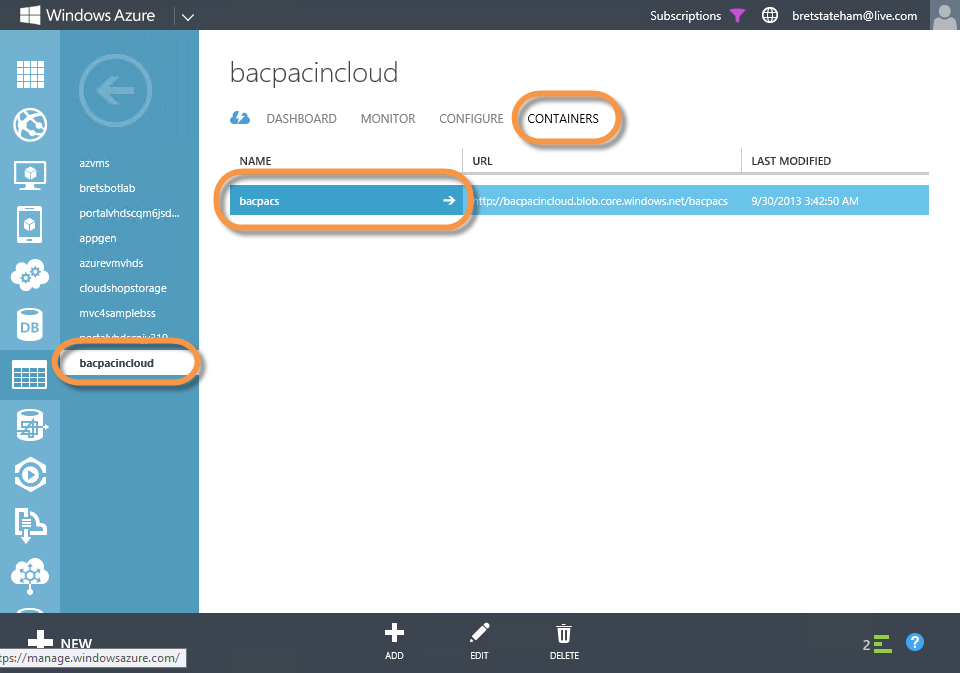 Windows Azure
Subscriptions
bretstateham@live.com
azvms
bretsbotlab
portalvhdscqm6jsd...
appgen
azurevmvhds
cloudshopstorage
mvc4samplebss
bacpacincloud
DB
bacpacincloud
DASHBOARD MONITOR CONFIGURE CONTAINERS
NAME URL LAST MODIFIED
bacpacs http://bacpacincloud.blob.core.windows.net/bacpacs 9/30/2013 3:42:50 AM
NEW
tps://manage.windowsazure.com/
ADD EDIT DELETE
2
?